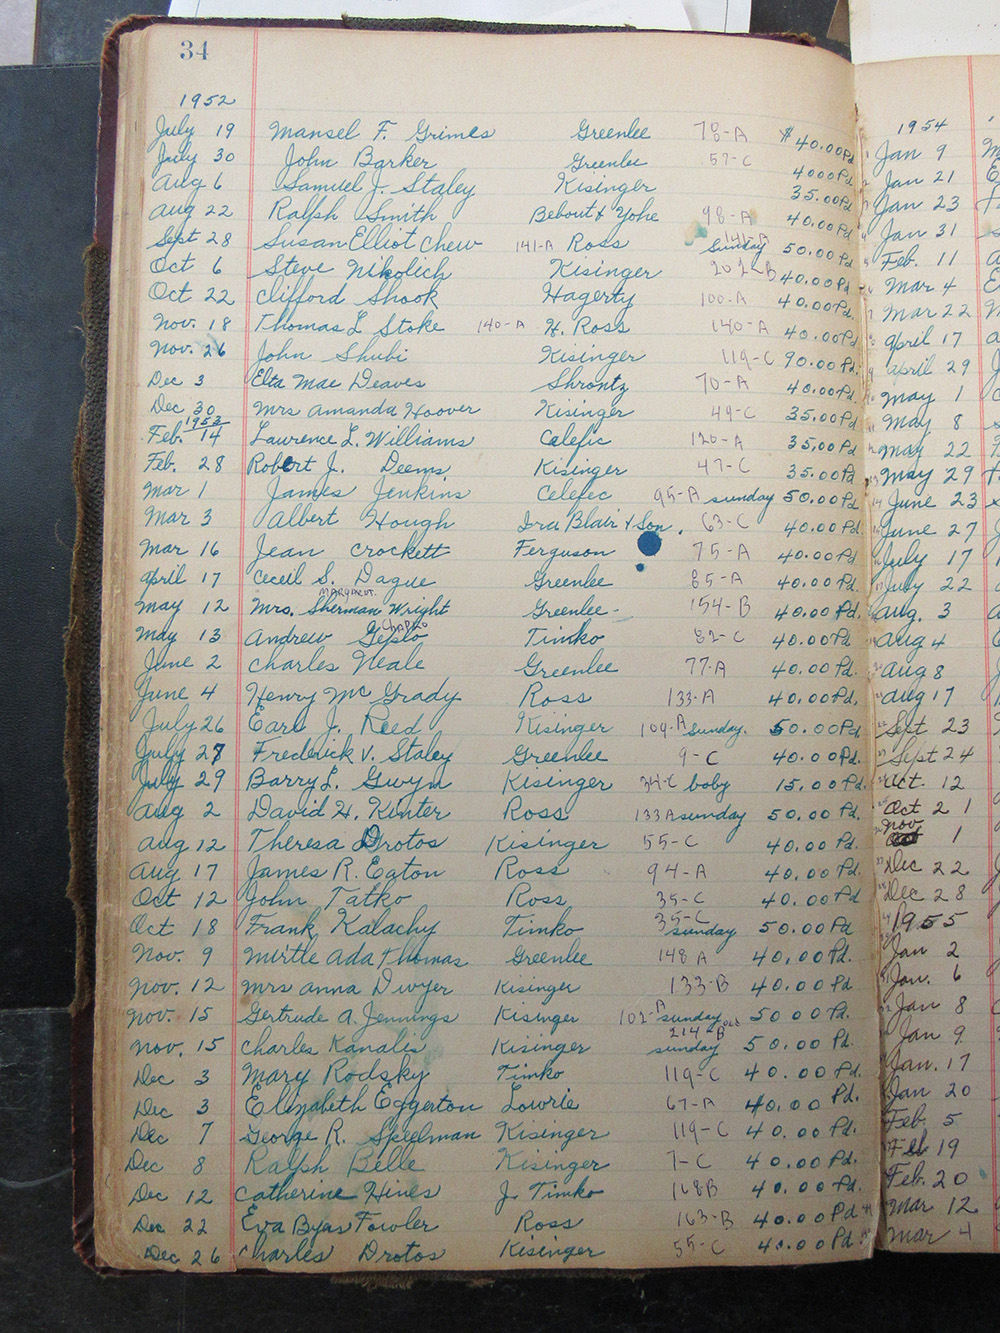 34
1952
July 19 Mansel F. Grimes Greenlee 78-A $40.00 Pd
July 30 John Barker Greenlee 57-C 4000 Pd.
Aug 6 Samuel J. Staley Kisinger 35.00 Pd
Aug 22 Ralph Smith Bebout & Yohe 98-A 40.00 Pd.
141-A
Sept 28 Susan Elliot Chew 141-A Ross Sunday 50.00 Pd
Oct 6 Steve Nikolich Kisinger 202-B 40.00 Pd
Oct 22 Clifford Shook Hagerty 100-A 40.00 Pd.
Nov. 18 Thomas L Stoke 140-A H. Ross 140-A 40.00 Pd.
Nov. 26 John Shubi Kisinger 119-C 90.00 Pd.
Dec 3 Elta Mae Deaves Shrontz 70-A 40.00 Pd.
Dec 30 Mrs Amanda Hoover Kisinger 49-C 35.00 Pd
1953
Feb. 14 Lawrence L. Williams Celefic 120-A 35,00 Pd
Feb. 28 Robert J. Deems Kisinger 47-C 35.00 Pd
Mar 1 James Jenkins Celefec 95-A Sunday 50.00 Pd
Mar 3 Albert Hough Ira Blair & Son. 63-C 40.00 Pd
Mar 16 Jean Crockett Ferguson 75-A 40.00 Pd.
April 17 Ceceil S. Dague Greenlee 85-A 40.00 Pd.
MARGARET.
May 12 Mrs. Sherman Wright Greenlee- 154-B 40.00 Pd.
Chapko
May 13 Andrew Timko 82-C 40.00 Pd.
June 2 Charles Neale Greenlee 77-A 40.00 Pd.
June 4 Henry Mc Grady Ross 133-A 40.00 Pd.
July 26 Earl J. Reed Kisinger 109-A Sunday. 50.00 Pd
July 27 Frederick V. Staley Greenlee 9-C 40.00 Pd.
July 29 Barry L. Gwyn Kisinger 34-C baby 15.00 Pd.
Aug 2 David H. Kinter Ross 133A Sunday 50.00 Pd.
Aug 12 Theresa Drotos Kisinger 55-C 40.00 Pd.
Aug 17 James R. Eaton Ross 94-A 40.00 Pd.
Oct 12 John Tatko Ross 35-C 40.00 Pd
35-C
Oct 18 Frank Kalachy Timko Sunday 50.00 Pd
Nov. 9 Mirtle Ada Thomas Greenlee 148 A 40.00 Pd.
Nov. 12 Mrs Anna Dwyer Kisinger 133-B 40.00 Pd
Nov. 15 Gertrude A. Jennings Kisinger 102-A Sunday 50 00 Pd.
214-B Old
Nov. 15 Charles Kanalis Kisinger Sunday 50.00 Pd.
Dec 3 Mary Rodsky Timko 119-C 40.00 Pd.
Dec 3 Elizabeth Eggerton Lowrie 67-A 40.00 Pd.
Dec 7 George R. Speelman Kisinger 119-C 40.00 Pd.
Dec 8 Ralph Belle Kisinger 7-C 40.00 Pd.
Dec 12 Catherine Hines J. Timko 168B 40.00 Pd.
Dec 22 Eva Byas Fowler Ross 163-B 40.00 Pd
Dec 26 Charles Drotos Kisinger 55-C 40.00 Pd.
1954
Jan 9
Jan 21
Jan 23
Jan 31
Feb. 11
Mar 4
Mar 22
April 17
April 29
May 1
May 8
May 22
May 29
June 23
June 27
July 17
July 22
Aug. 3
Aug 4
Aug 8
Aug 17
Sept 23
Sept 24
Oct. 12
Oct 21
Nov
1
Dec 22
Dec 28
1955
Jan 2
Jan. 6
Jan 8
Jan 9
Jan. 17
Jan 20
Feb. 5
Feb 19
Feb. 20
Mar 12
Mar 4